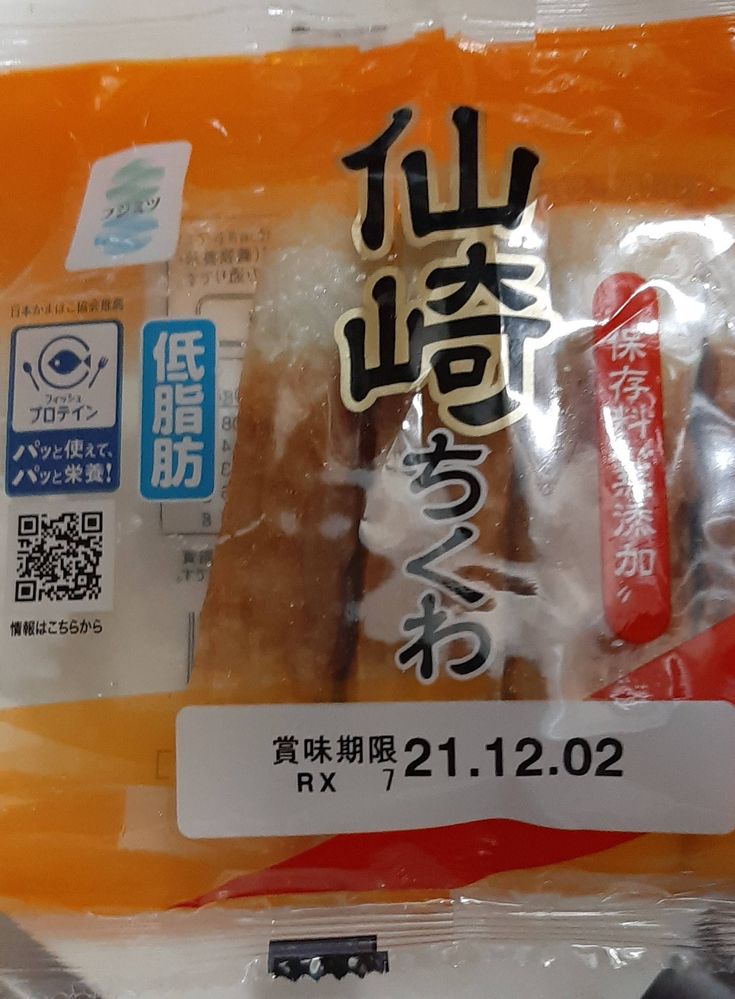 フジミツ
日本かまぼこ協会推薦
フィッシュ
プロテイン
パッと使えて、
パッと栄養!
情報はこちらから
低脂肪
仙崎
ちくわ
保存料〝無添加〟
賞味期限 21.12.02
RX 7